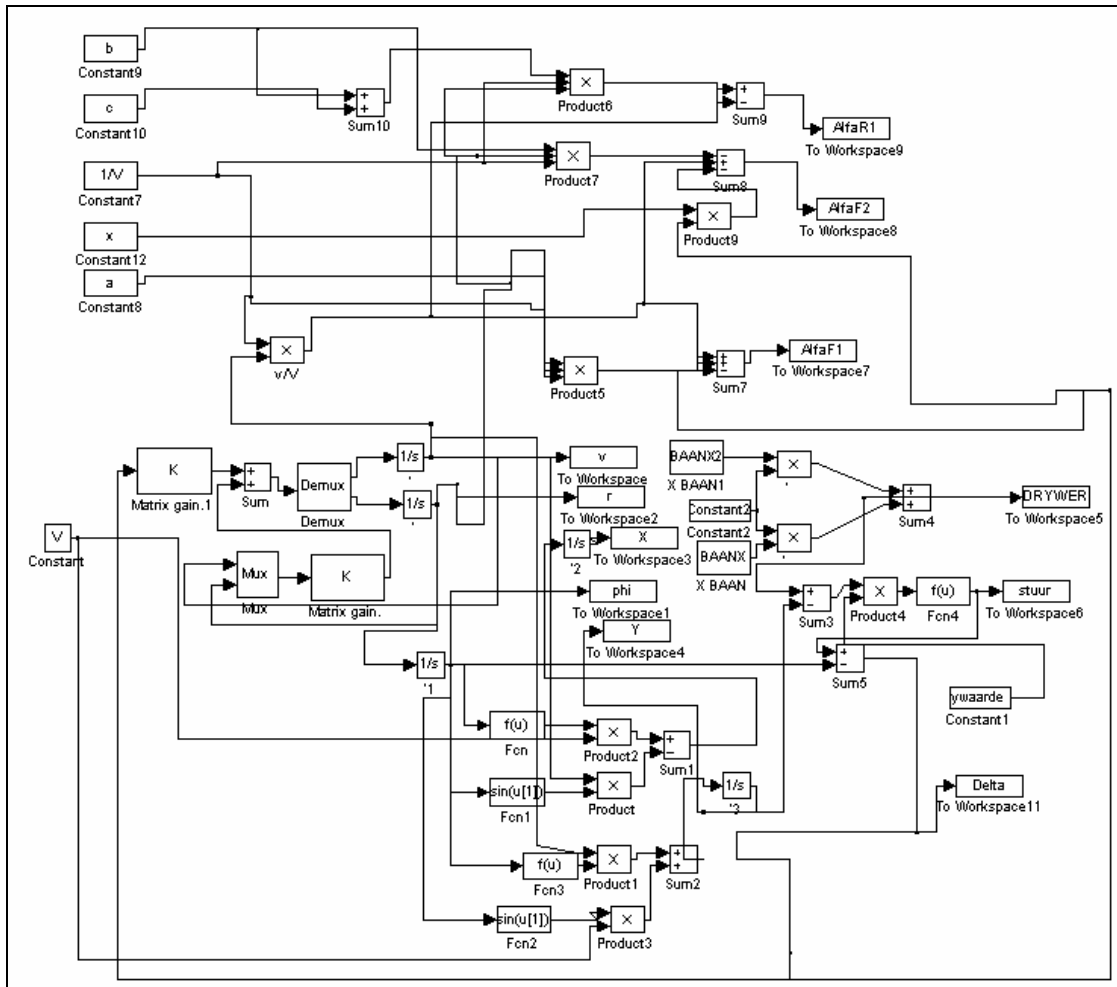 b
Constant9
c
Constant10
1/V
Constant7
x
Constant12
a
Constant8
+
+
Sum10
×
Product6
+
−
Sum9
AlfaR1
To Workspace9
×
Product7
−
+
−
Sum8
AlfaF2
To Workspace8
×
Product9
×
v/V
×
Product5
+
+
−
Sum7
AlfaF1
To Workspace7
K
Matrix gain.1
+
+
Sum
Demux
Demux
1/s
'
1/s
'
v
To Workspace
r
To Workspace2
1/s
'2
X
To Workspace3
phi
To Workspace1
Y
To Workspace4
BAANX2
X BAAN1
×
'
Constant2
Constant2
BAANX
X BAAN
×
'
+
+
Sum4
DRYWER
To Workspace5
V
Constant
Mux
Mux
K
Matrix gain.
+
−
Sum3
×
Product4
f(u)
Fcn4
stuur
To Workspace6
1/s
'1
+
−
Sum5
ywaarde
Constant1
f(u)
Fcn
×
Product2
+
−
Sum1
sin(u[1])
Fcn1
×
Product
1/s
'3
Delta
To Workspace11
f(u)
Fcn3
×
Product1
+
+
Sum2
sin(u[1])
Fcn2
×
Product3